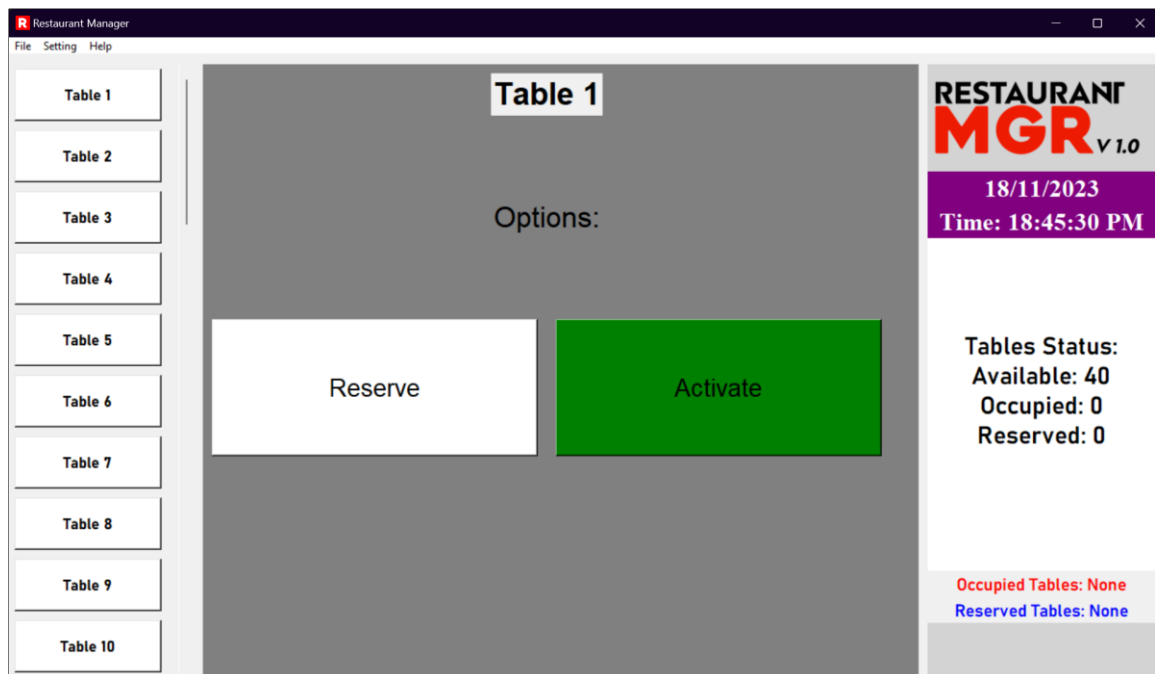 Restaurant Manager
File Setting Help
Table 1
Table 2
Table 3
Table 4
Table 5
Table 6
Table 7
Table 8
Table 9
Table 10
Table 1
Options:
Reserve
Activate
RESTAURANT
MGR V 1.0
18/11/2023
Time: 18:45:30 PM
Tables Status:
Available: 40
Occupied: 0
Reserved: 0
Occupied Tables: None
Reserved Tables: None